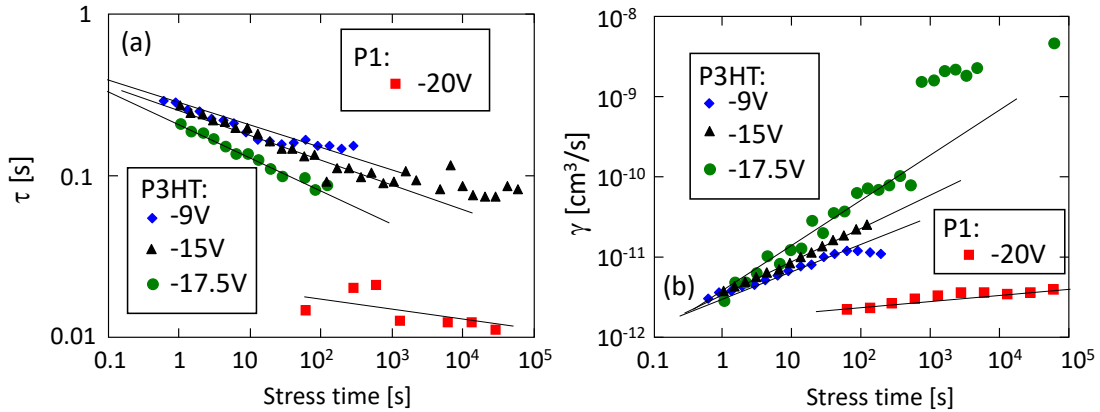 (a)
1
0.1
0.01
τ [s]
P1:
-20V
P3HT:
-9V
-15V
-17.5V
0.1 1 10 10² 10³ 10⁴ 10⁵
Stress time [s]
(b)
10⁻⁸
10⁻⁹
10⁻¹⁰
10⁻¹¹
10⁻¹²
γ [cm³/s]
P3HT:
-9V
-15V
-17.5V
P1:
-20V
0.1 1 10 10² 10³ 10⁴ 10⁵
Stress time [s]